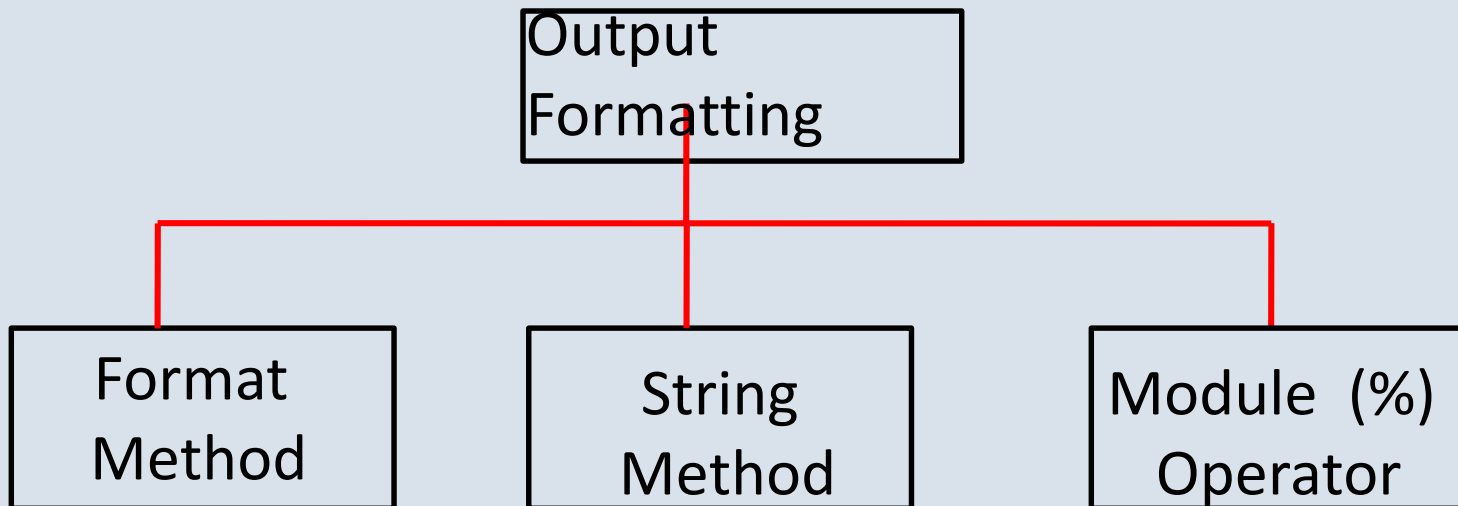 Output
Formatting
Format
Method
String
Method
Module (%)
Operator